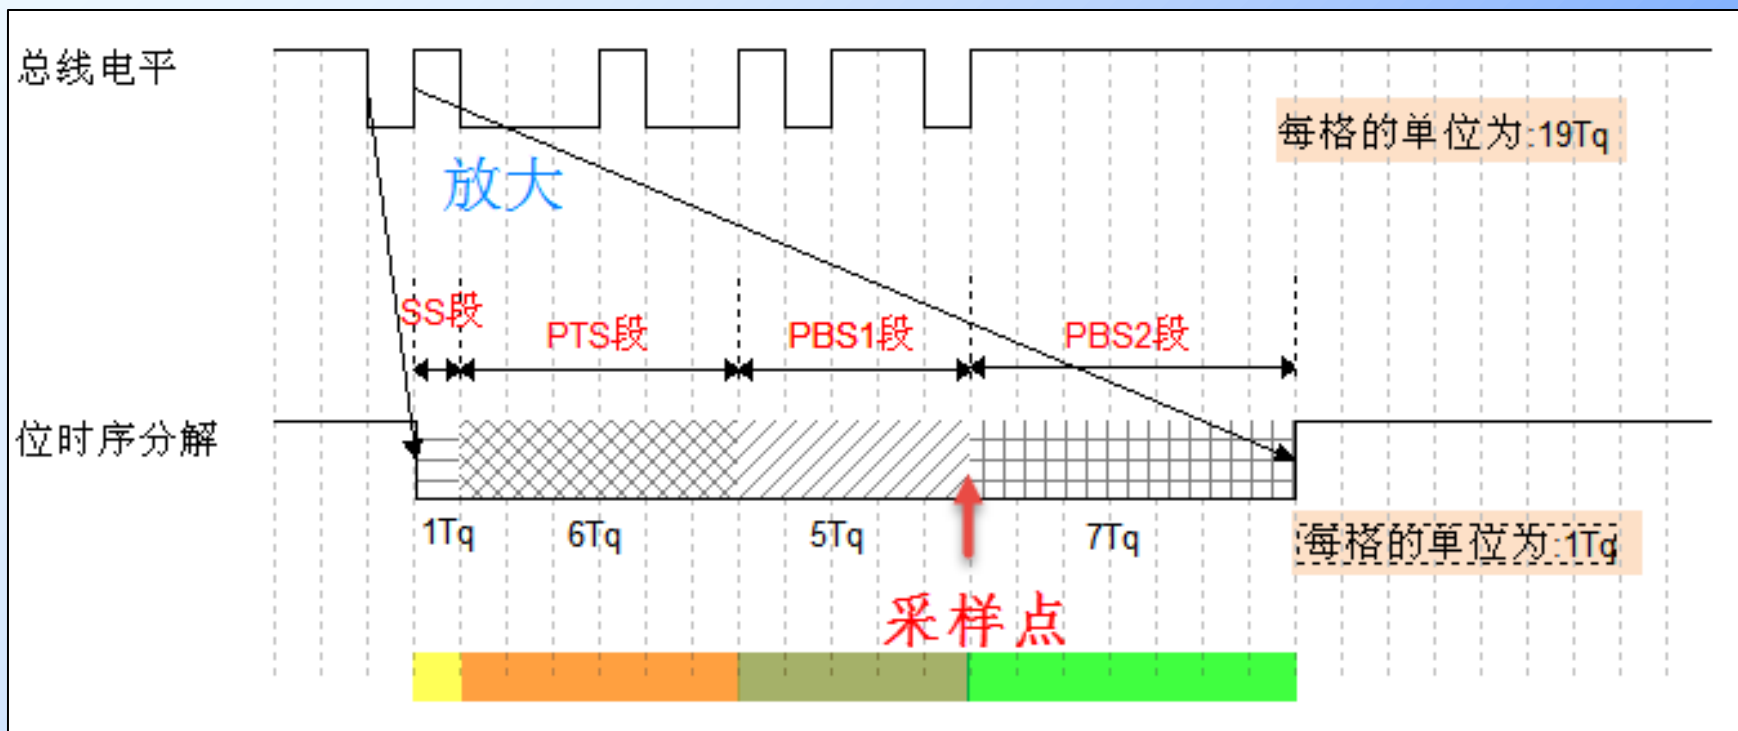 总线电平
每格的单位为:19Tq
放大
SS段
PTS段
PBS1段
PBS2段
位时序分解
1Tq
6Tq
5Tq
7Tq
每格的单位为:1Tq
采样点